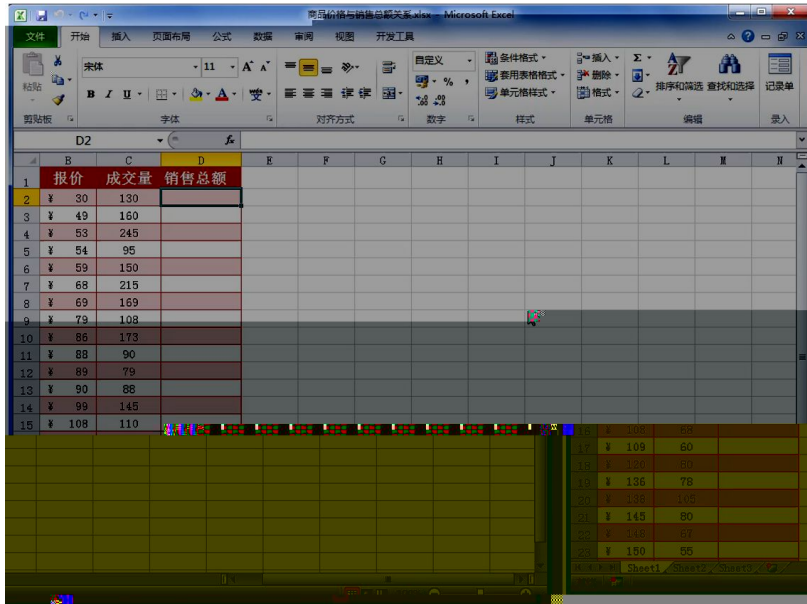 商品价格与销售总额关系.xlsx - Microsoft Excel
文件 开始 插入 页面布局 公式 数据 审阅 视图 开发工具
宋体 11 A A 自定义 条件格式 插入 Σ
粘贴 B I U A 变 % , 套用表格格式 删除 排序和筛选 查找和选择 记录单
单元格样式 格式
剪贴板 字体 对齐方式 数字 样式 单元格 编辑 录入
D2 fx
B C D E F G H I J K L M N
1 报价 成交量 销售总额
2 ¥ 30 130
3 ¥ 49 160
4 ¥ 53 245
5 ¥ 54 95
6 ¥ 59 150
7 ¥ 68 215
8 ¥ 69 169
9 ¥ 79 108
10 ¥ 86 173
11 ¥ 88 90
12 ¥ 89 79
13 ¥ 90 88
14 ¥ 99 145
15 ¥ 108 110
16 ¥ 108
17 ¥ 109 60
¥
19 ¥ 136 78
¥ 105
21 ¥ 145 80
¥
23 ¥ 150 55
Sheet1 Sheet2 Sheet3